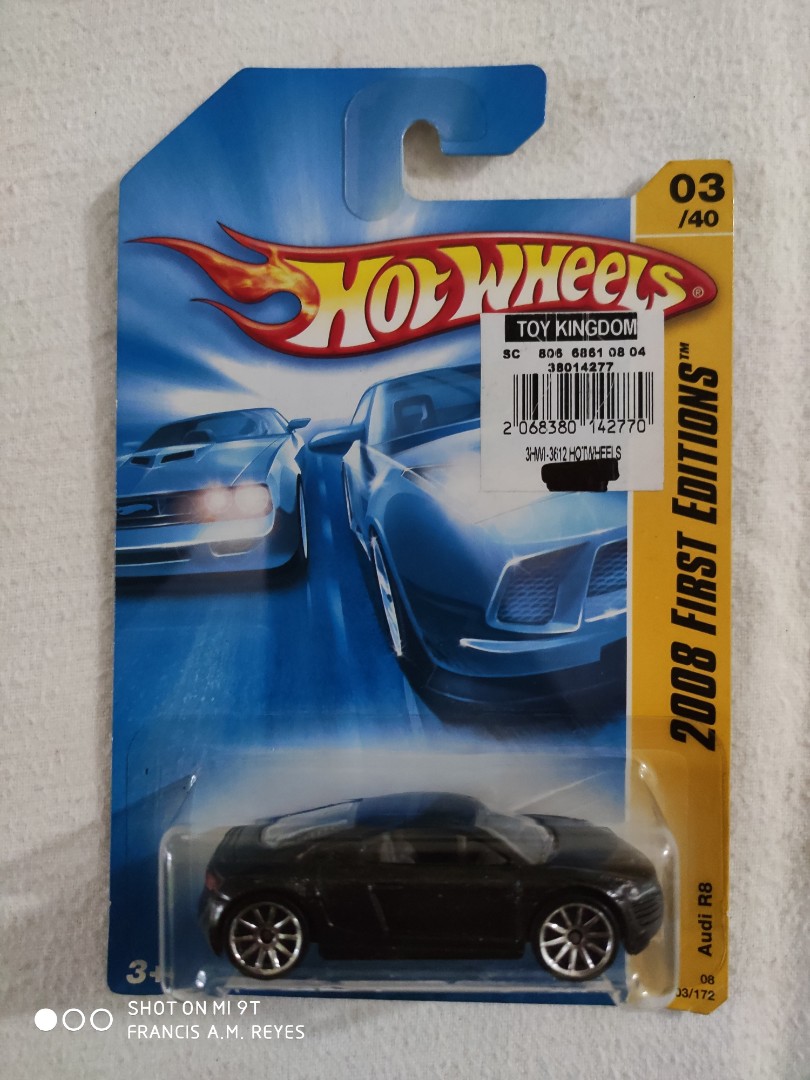 03
/40
HOT WHEELS®
TOY KINGDOM
SC 806 6861 08 04
38014277
2 068380 142770
3HWI-3612 HOTWHEELS
2008 FIRST EDITIONS™
Audi R8
08
03/172
3+
SHOT ON MI 9T
FRANCIS A.M. REYES